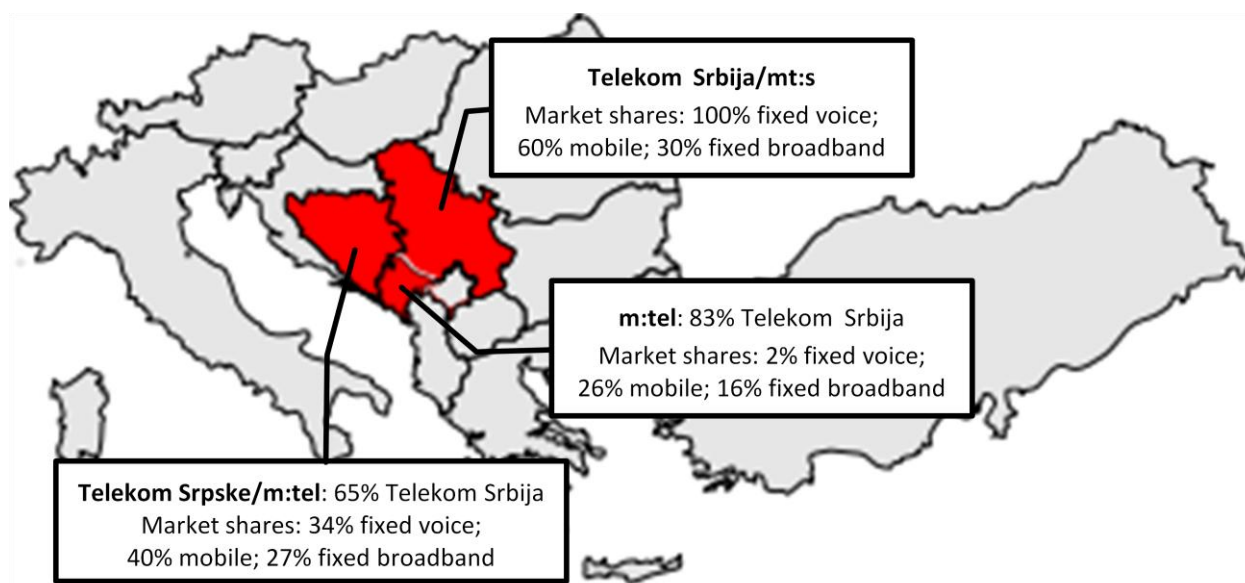 Telekom Srbija/mt:s
Market shares: 100% fixed voice;
60% mobile; 30% fixed broadband
m:tel: 83% Telekom Srbija
Market shares: 2% fixed voice;
26% mobile; 16% fixed broadband
Telekom Srpske/m:tel: 65% Telekom Srbija
Market shares: 34% fixed voice;
40% mobile; 27% fixed broadband